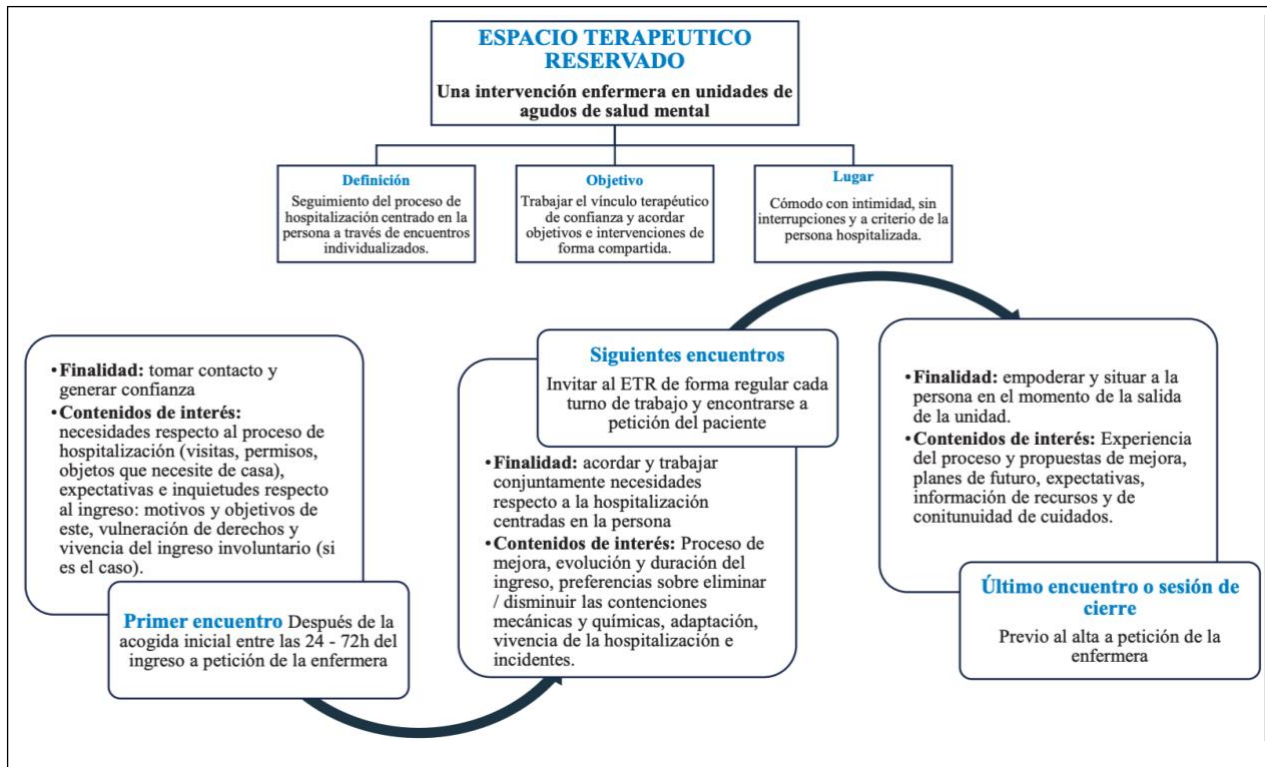 ESPACIO TERAPEUTICO
RESERVADO
Una intervención enfermera en unidades de
agudos de salud mental
Definición
Seguimiento del proceso de
hospitalización centrado en la
persona a través de encuentros
individualizados.
Objetivo
Trabajar el vínculo terapéutico
de confianza y acordar
objetivos e intervenciones de
forma compartida.
Lugar
Cómodo con intimidad, sin
interrupciones y a criterio de la
persona hospitalizada.
•Finalidad: tomar contacto y
generar confianza
•Contenidos de interés:
necesidades respecto al proceso de
hospitalización (visitas, permisos,
objetos que necesite de casa),
expectativas e inquietudes respecto
al ingreso: motivos y objetivos de
este, vulneración de derechos y
vivencia del ingreso involuntario (si
es el caso).
Primer encuentro Después de la
acogida inicial entre las 24 - 72h del
ingreso a petición de la enfermera
Siguientes encuentros
Invitar al ETR de forma regular cada
turno de trabajo y encontrarse a
petición del paciente
•Finalidad: acordar y trabajar
conjuntamente necesidades
respecto a la hospitalización
centradas en la persona
•Contenidos de interés: Proceso de
mejora, evolución y duración del
ingreso, preferencias sobre eliminar
/ disminuir las contenciones
mecánicas y químicas, adaptación,
vivencia de la hospitalización e
incidentes.
•Finalidad: empoderar y situar a la
persona en el momento de la salida
de la unidad.
•Contenidos de interés: Experiencia
del proceso y propuestas de mejora,
planes de futuro, expectativas,
información de recursos y de
conitunuidad de cuidados.
Último encuentro o sesión de
cierre
Previo al alta a petición de la
enfermera